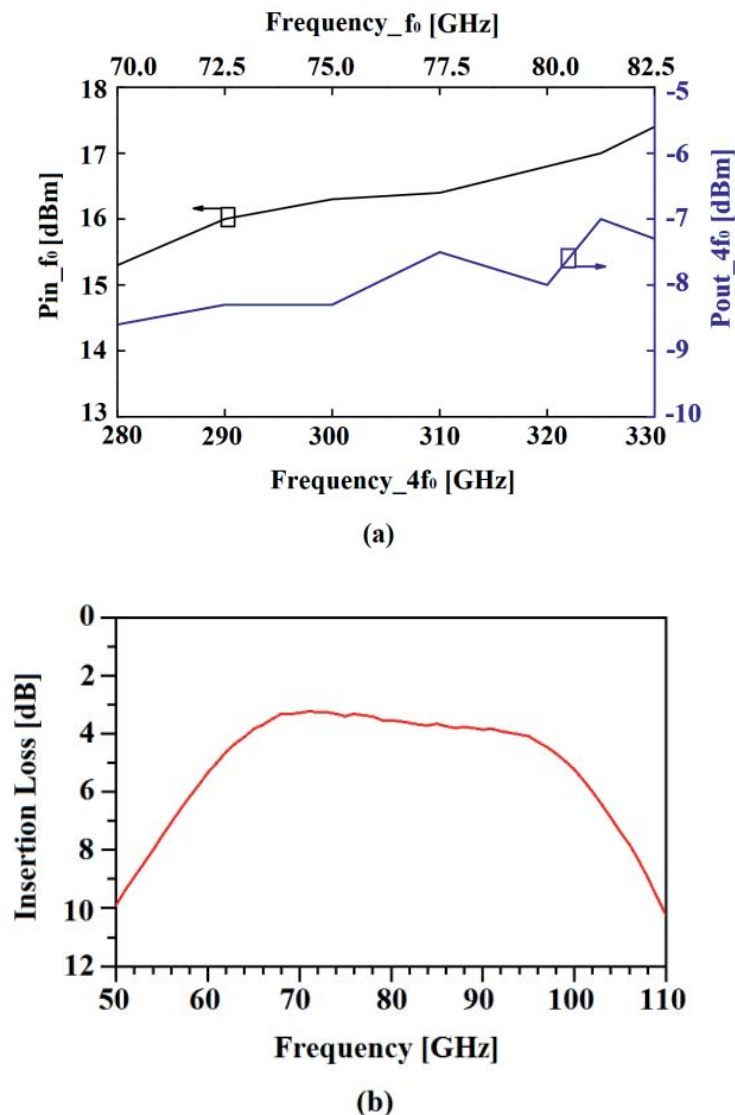 Frequency_f₀ [GHz]
70.0 72.5 75.0 77.5 80.0 82.5
18
17
16
15
14
13
Pin_f₀ [dBm]
-5
-6
-7
-8
-9
-10
Pout_4f₀ [dBm]
280 290 300 310 320 330
Frequency_4f₀ [GHz]
(a)
0
2
4
6
8
10
12
Insertion Loss [dB]
50 60 70 80 90 100 110
Frequency [GHz]
(b)